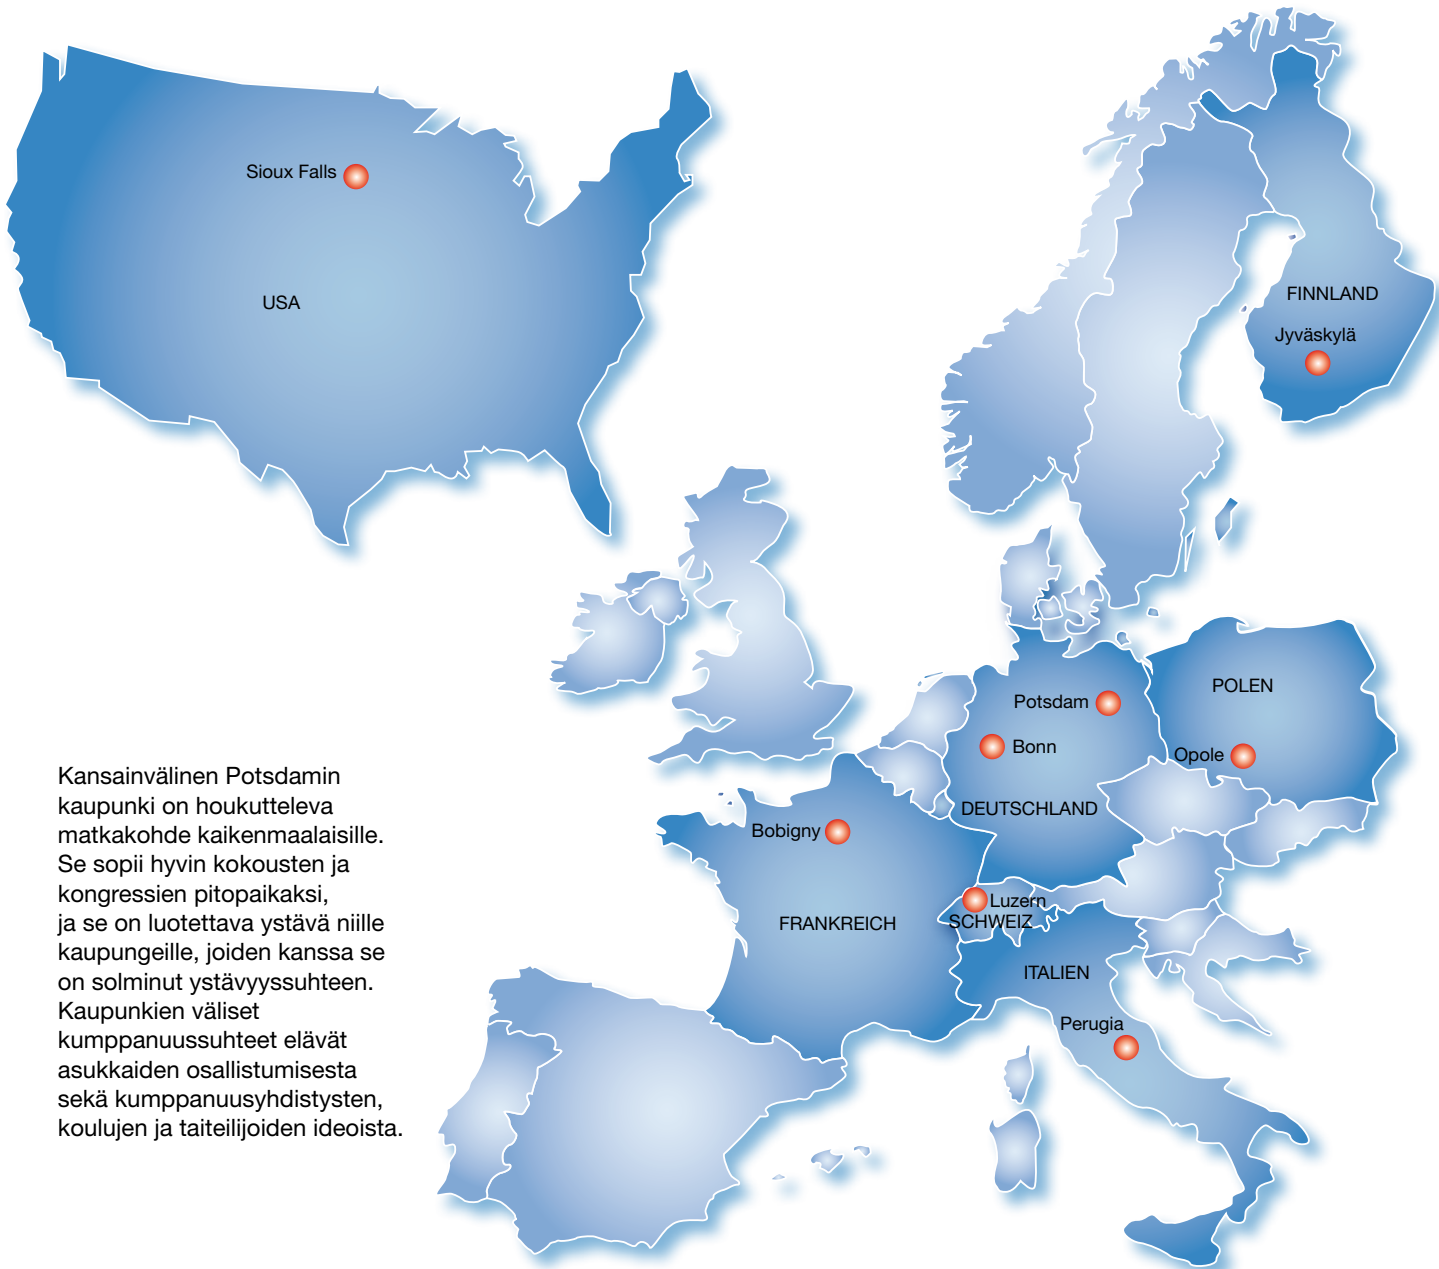 Sioux Falls
USA
FINNLAND
Jyväskylä
POLEN
Potsdam
Bonn
Opole
DEUTSCHLAND
Bobigny
Luzern
FRANKREICH
SCHWEIZ
ITALIEN
Perugia
Kansainvälinen Potsdamin
kaupunki on houkutteleva
matkakohde kaikenmaalaisille.
Se sopii hyvin kokousten ja
kongressien pitopaikaksi,
ja se on luotettava ystävä niille
kaupungeille, joiden kanssa se
on solminut ystävyyssuhteen.
Kaupunkien väliset
kumppanuussuhteet elävät
asukkaiden osallistumisesta
sekä kumppanuusyhdistysten,
koulujen ja taiteilijoiden ideoista.